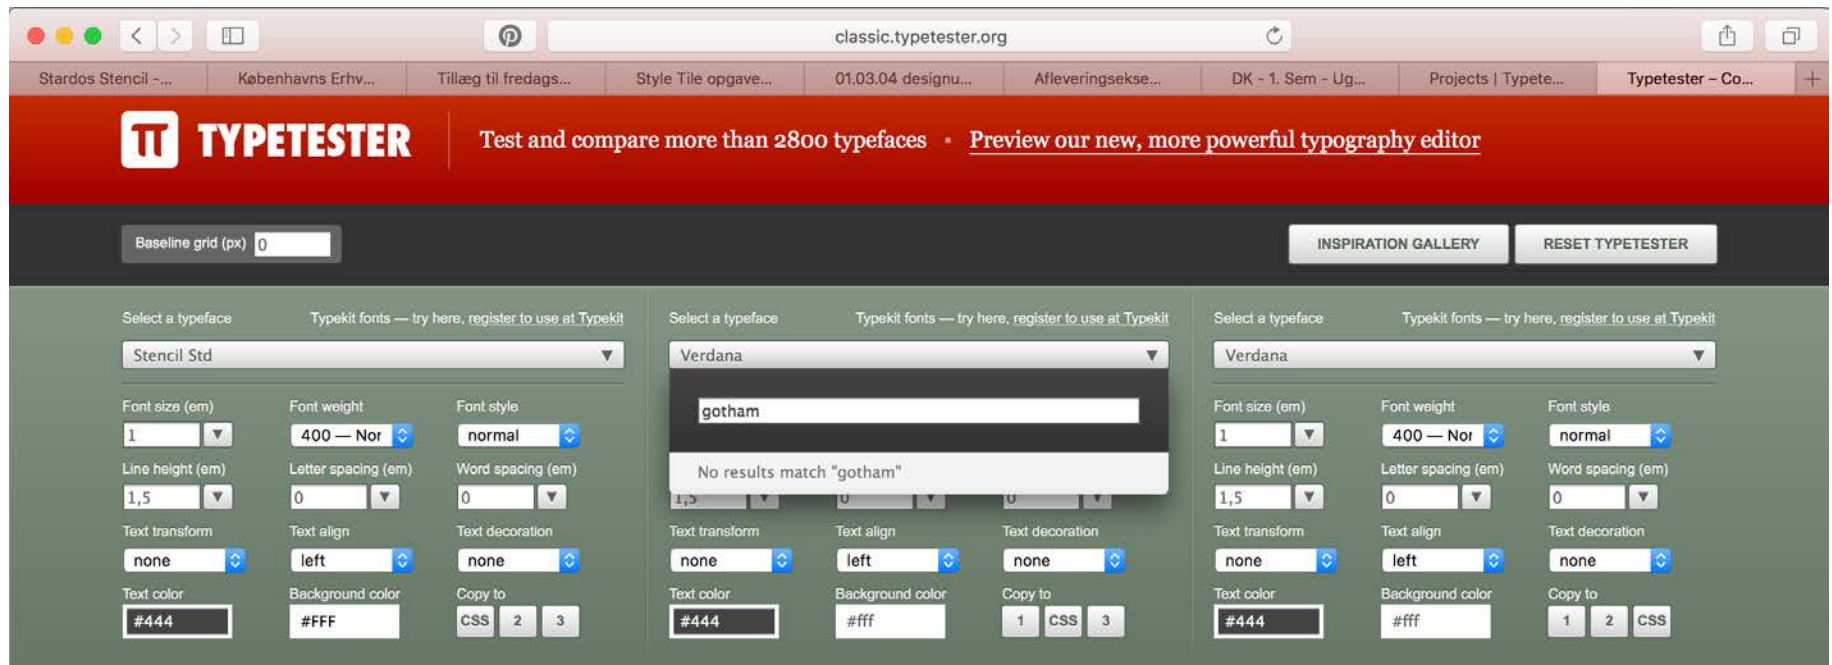 classic.typetester.org
Stardos Stencil -... Københavns Erhv... Tillæg til fredags... Style Tile opgave... 01.03.04 designu... Afleveringsekse... DK - 1. Sem - Ug... Projects | Typete... Typetester – Co...
TYPETESTER Test and compare more than 2800 typefaces • Preview our new, more powerful typography editor
Baseline grid (px) 0 INSPIRATION GALLERY RESET TYPETESTER
Select a typeface Typekit fonts — try here, register to use at Typekit Select a typeface Typekit fonts — try here, register to use at Typekit Select a typeface Typekit fonts — try here, register to use at Typekit
Stencil Std Verdana Verdana
Font size (em) Font weight Font style gotham Font size (em) Font weight Font style
1 400 — Nor normal 1 400 — Nor normal
Line height (em) Letter spacing (em) Word spacing (em) No results match "gotham" Line height (em) Letter spacing (em) Word spacing (em)
1,5 0 0 1,5 0 0 1,5 0 0
Text transform Text align Text decoration Text transform Text align Text decoration Text transform Text align Text decoration
none left none none left none none left none
Text color Background color Copy to Text color Background color Copy to Text color Background color Copy to
#444 #FFF CSS 2 3 #444 #fff 1 CSS 3 #444 #fff 1 2 CSS